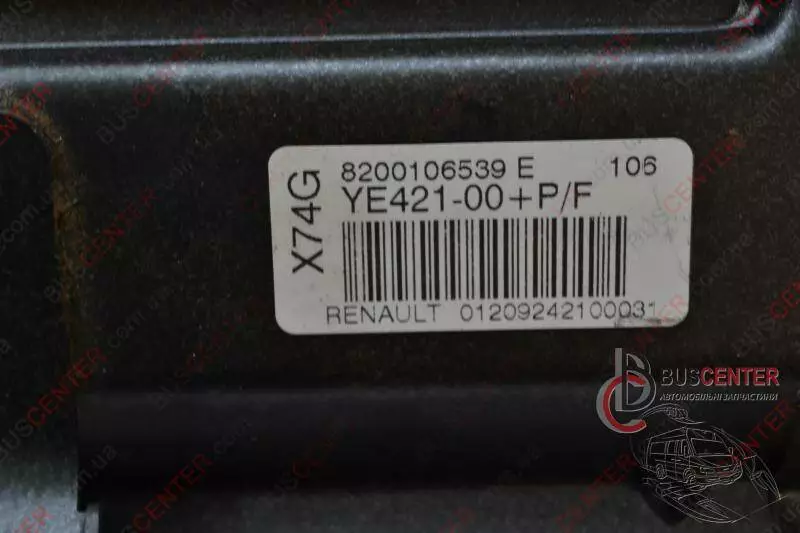 X74G
8200106539 E 106
YE421-00+P/F
RENAULT 01209242100031
BUSCENTER
АВТОМОБІЛЬНІ ЗАПЧАСТИНИ